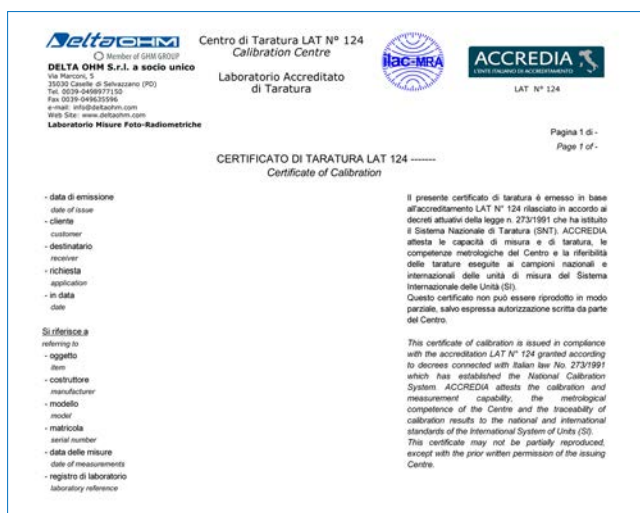 DeltaOHM
Member of GHM GROUP
DELTA OHM S.r.l. a socio unico
Via Marconi, 5
35030 Caselle di Selvazzano (PD)
Tel. 0039-0498977150
Fax 0039-049635596
e-mail: info@deltaohm.com
Web Site: www.deltaohm.com
Laboratorio Misure Foto-Radiometriche
Centro di Taratura LAT N° 124
Calibration Centre
Laboratorio Accreditato
di Taratura
ilac-MRA
ACCREDIA
L'ENTE ITALIANO DI ACCREDITAMENTO
LAT N° 124
Pagina 1 di -
Page 1 of -
CERTIFICATO DI TARATURA LAT 124 -------
Certificate of Calibration
- data di emissione
date of issue
- cliente
customer
- destinatario
receiver
- richiesta
application
- in data
date
Si riferisce a
referring to
- oggetto
item
- costruttore
manufacturer
- modello
model
- matricola
serial number
- data delle misure
date of measurements
- registro di laboratorio
laboratory reference
Il presente certificato di taratura è emesso in base
all'accreditamento LAT N° 124 rilasciato in accordo ai
decreti attuativi della legge n. 273/1991 che ha istituito
il Sistema Nazionale di Taratura (SNT). ACCREDIA
attesta le capacità di misura e di taratura, le
competenze metrologiche del Centro e la riferibilità
delle tarature eseguite ai campioni nazionali e
internazionali delle unità di misura del Sistema
Internazionale delle Unità (SI).
Questo certificato non può essere riprodotto in modo
parziale, salvo espressa autorizzazione scritta da parte
del Centro.
This certificate of calibration is issued in compliance
with the accreditation LAT N° 124 granted according
to decrees connected with Italian law No. 273/1991
which has established the National Calibration
System. ACCREDIA attests the calibration and
measurement capability, the metrological
competence of the Centre and the traceability of
calibration results to the national and international
standards of the International System of Units (SI).
This certificate may not be partially reproduced,
except with the prior written permission of the issuing
Centre.